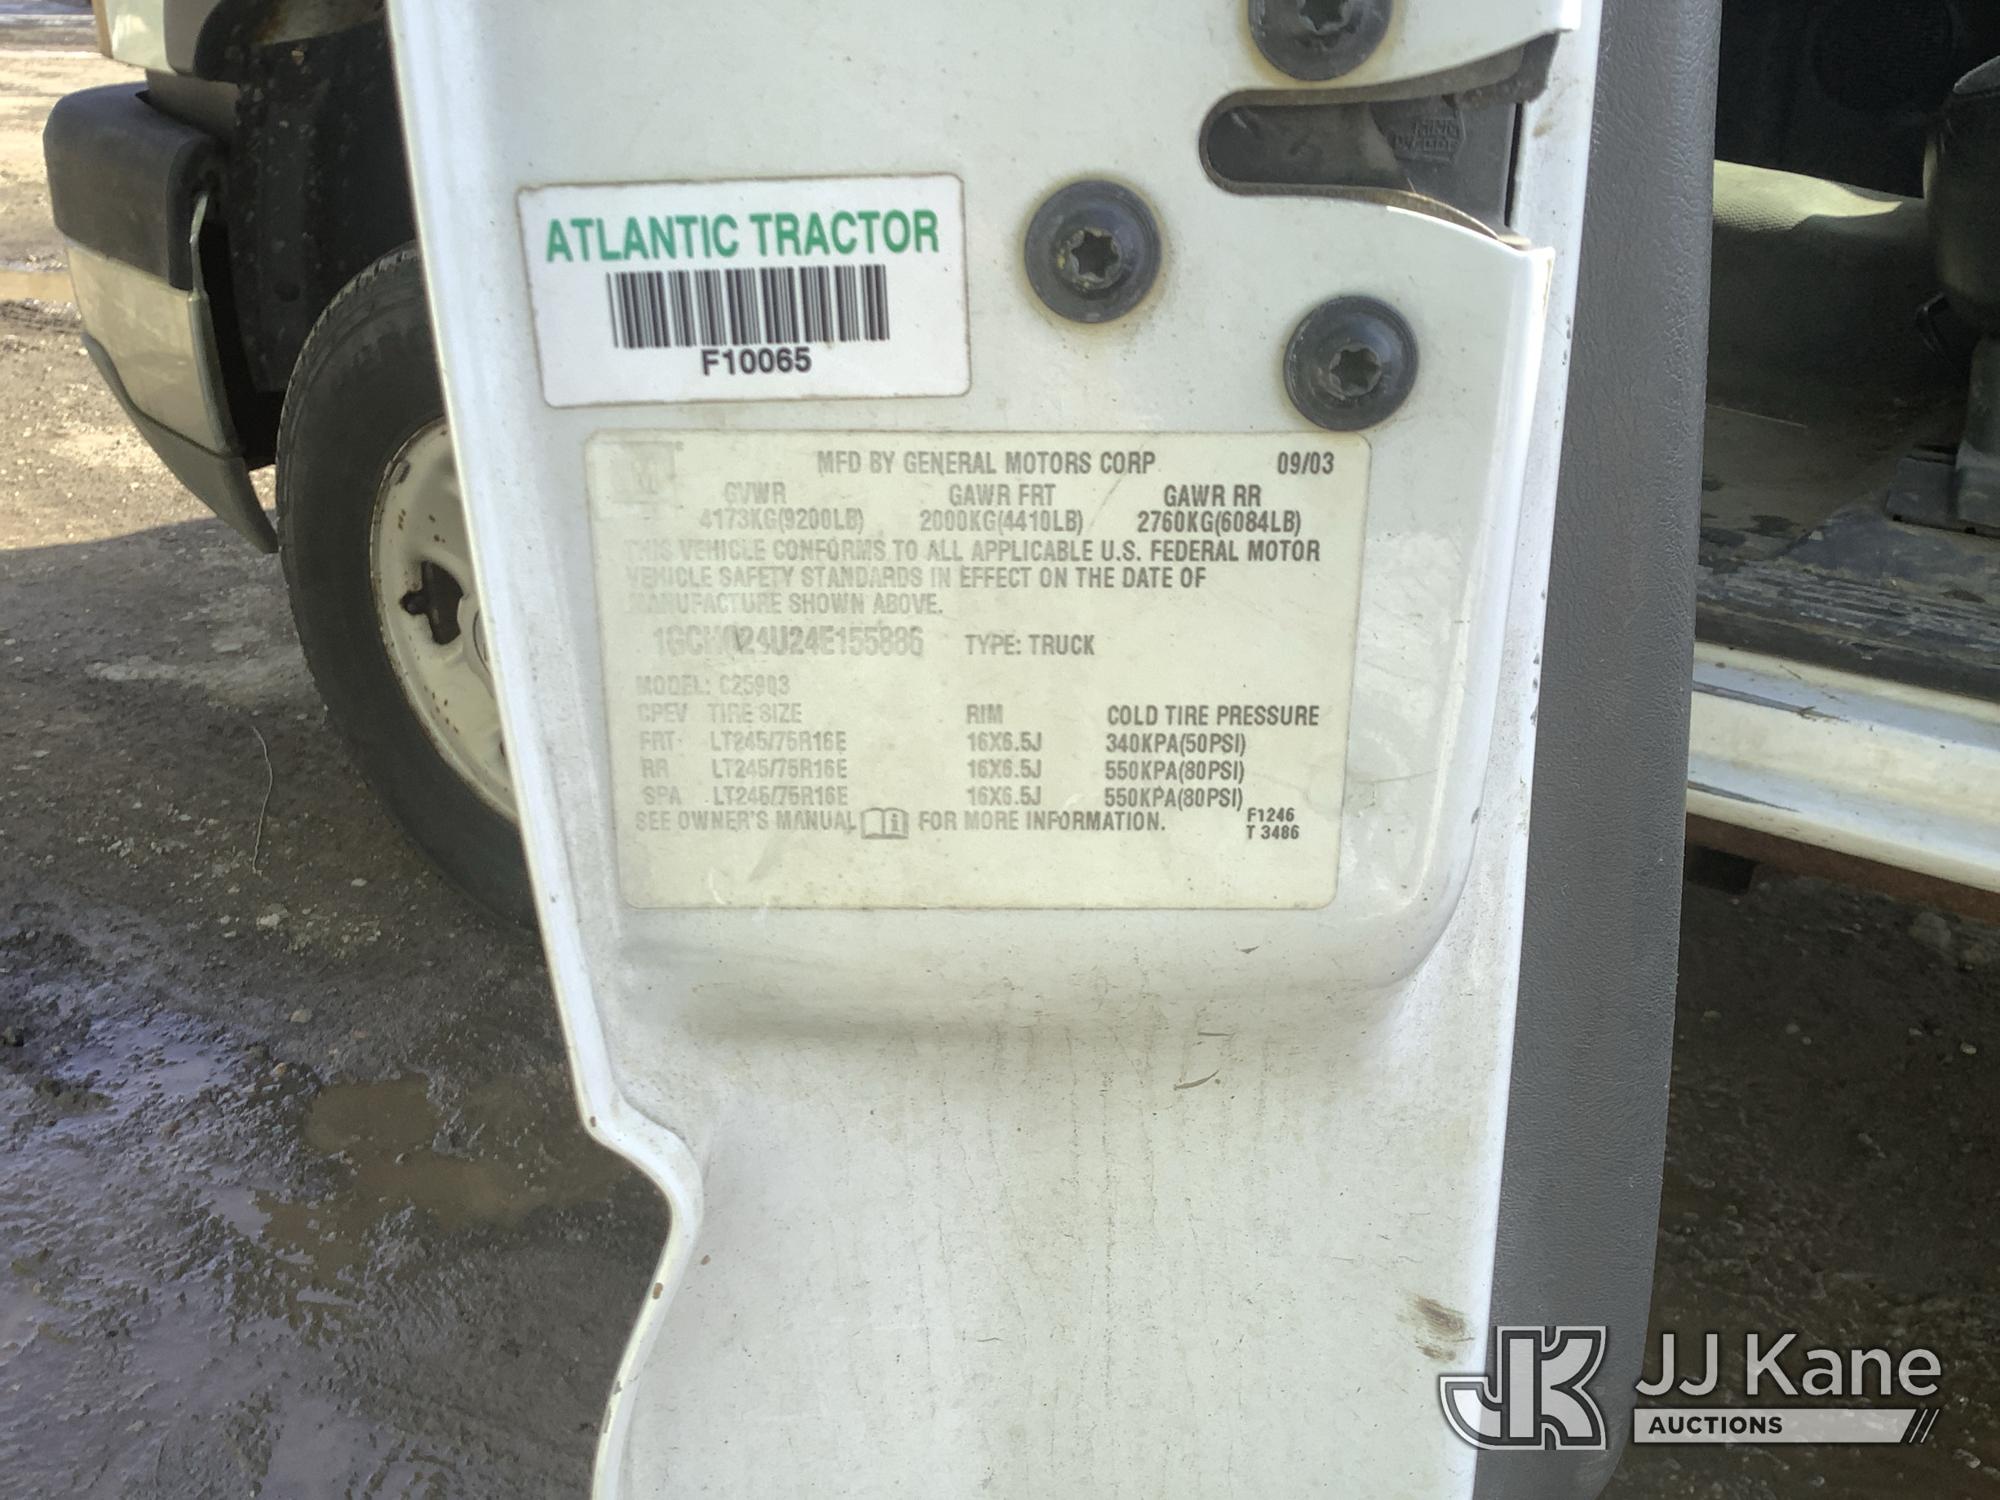 ATLANTIC TRACTOR
F10065
MFD BY GENERAL MOTORS CORP 09/03
GVWR GAWR FRT GAWR RR
4173KG(9200LB) 2000KG(4410LB) 2760KG(6084LB)
THIS VEHICLE CONFORMS TO ALL APPLICABLE U.S. FEDERAL MOTOR
VEHICLE SAFETY STANDARDS IN EFFECT ON THE DATE OF
MANUFACTURE SHOWN ABOVE.
TYPE: TRUCK
MODEL: C25903
TIRE SIZE RIM COLD TIRE PRESSURE
FRT LT245/75R16E 16X6.5J 340KPA(50PSI)
RR LT245/75R16E 16X6.5J 550KPA(80PSI)
SPA LT245/75R16E 16X6.5J 550KPA(80PSI)
SEE OWNER'S MANUAL FOR MORE INFORMATION.
F1246
T 3486
JK
JJ Kane
AUCTIONS